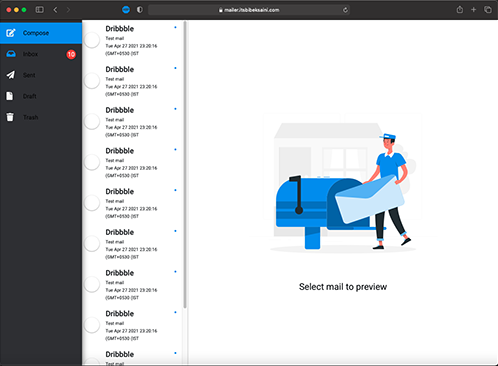 mailer.itsbibeksaini.com
Compose
Inbox
10
Sent
Draft
Trash
Dribbble
Test mail
Tue Apr 27 2021 23:20:16
(GMT+0530 (IST
Dribbble
Test mail
Tue Apr 27 2021 23:20:16
(GMT+0530 (IST
Dribbble
Test mail
Tue Apr 27 2021 23:20:16
(GMT+0530 (IST
Dribbble
Test mail
Tue Apr 27 2021 23:20:16
(GMT+0530 (IST
Dribbble
Test mail
Tue Apr 27 2021 23:20:16
(GMT+0530 (IST
Dribbble
Test mail
Tue Apr 27 2021 23:20:16
(GMT+0530 (IST
Dribbble
Test mail
Tue Apr 27 2021 23:20:16
(GMT+0530 (IST
Dribbble
Test mail
Tue Apr 27 2021 23:20:16
(GMT+0530 (IST
Dribbble
Test mail
Select mail to preview